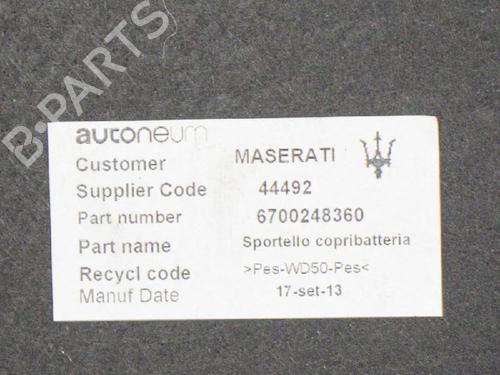 B-PARTS
autoneum
Customer MASERATI
Supplier Code 44492
Part number 6700248360
Part name Sportello copribatteria
Recycl code >Pes-WD50-Pes<
Manuf Date 17-set-13